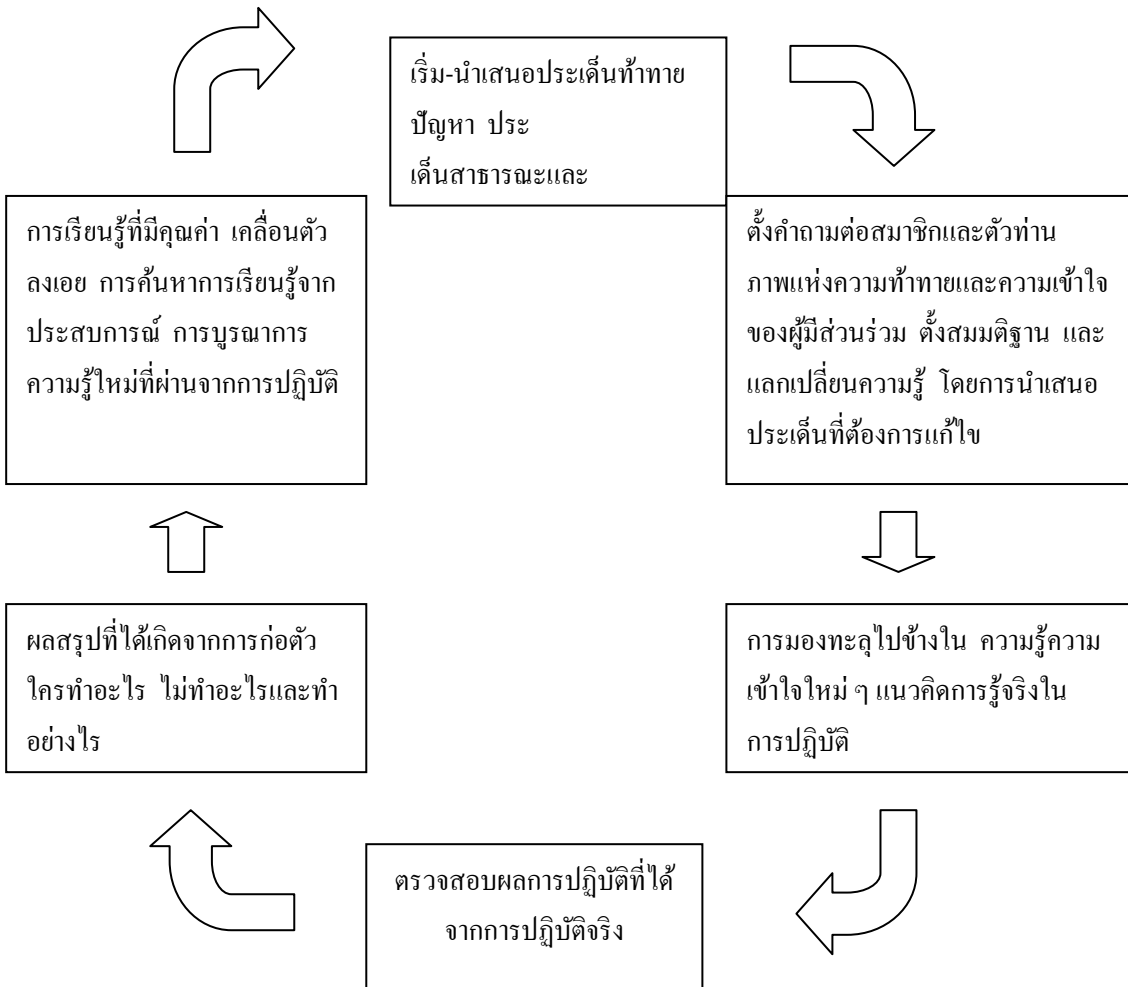 เริ่ม-นำเสนอประเด็นท้าทาย
ปัญหา ประ
เด็นสาธารณะและ
ตั้งคำถามต่อสมาชิกและตัวท่าน
ภาพแห่งความท้าทายและความเข้าใจ
ของผู้มีส่วนร่วม ตั้งสมมติฐาน และ
แลกเปลี่ยนความรู้ โดยการนำเสนอ
ประเด็นที่ต้องการแก้ไข
การมองทะลุไปข้างใน ความรู้ความ
เข้าใจใหม่ ๆ แนวคิดการรู้จริงใน
การปฏิบัติ
ตรวจสอบผลการปฏิบัติที่ได้
จากการปฏิบัติจริง
ผลสรุปที่ได้เกิดจากการก่อตัว
ใครทำอะไร ไม่ทำอะไรและทำ
อย่างไร
การเรียนรู้ที่มีคุณค่า เคลื่อนตัว
ลงเอย การค้นหาการเรียนรู้จาก
ประสบการณ์ การบูรณาการ
ความรู้ใหม่ที่ผ่านจากการปฏิบัติ